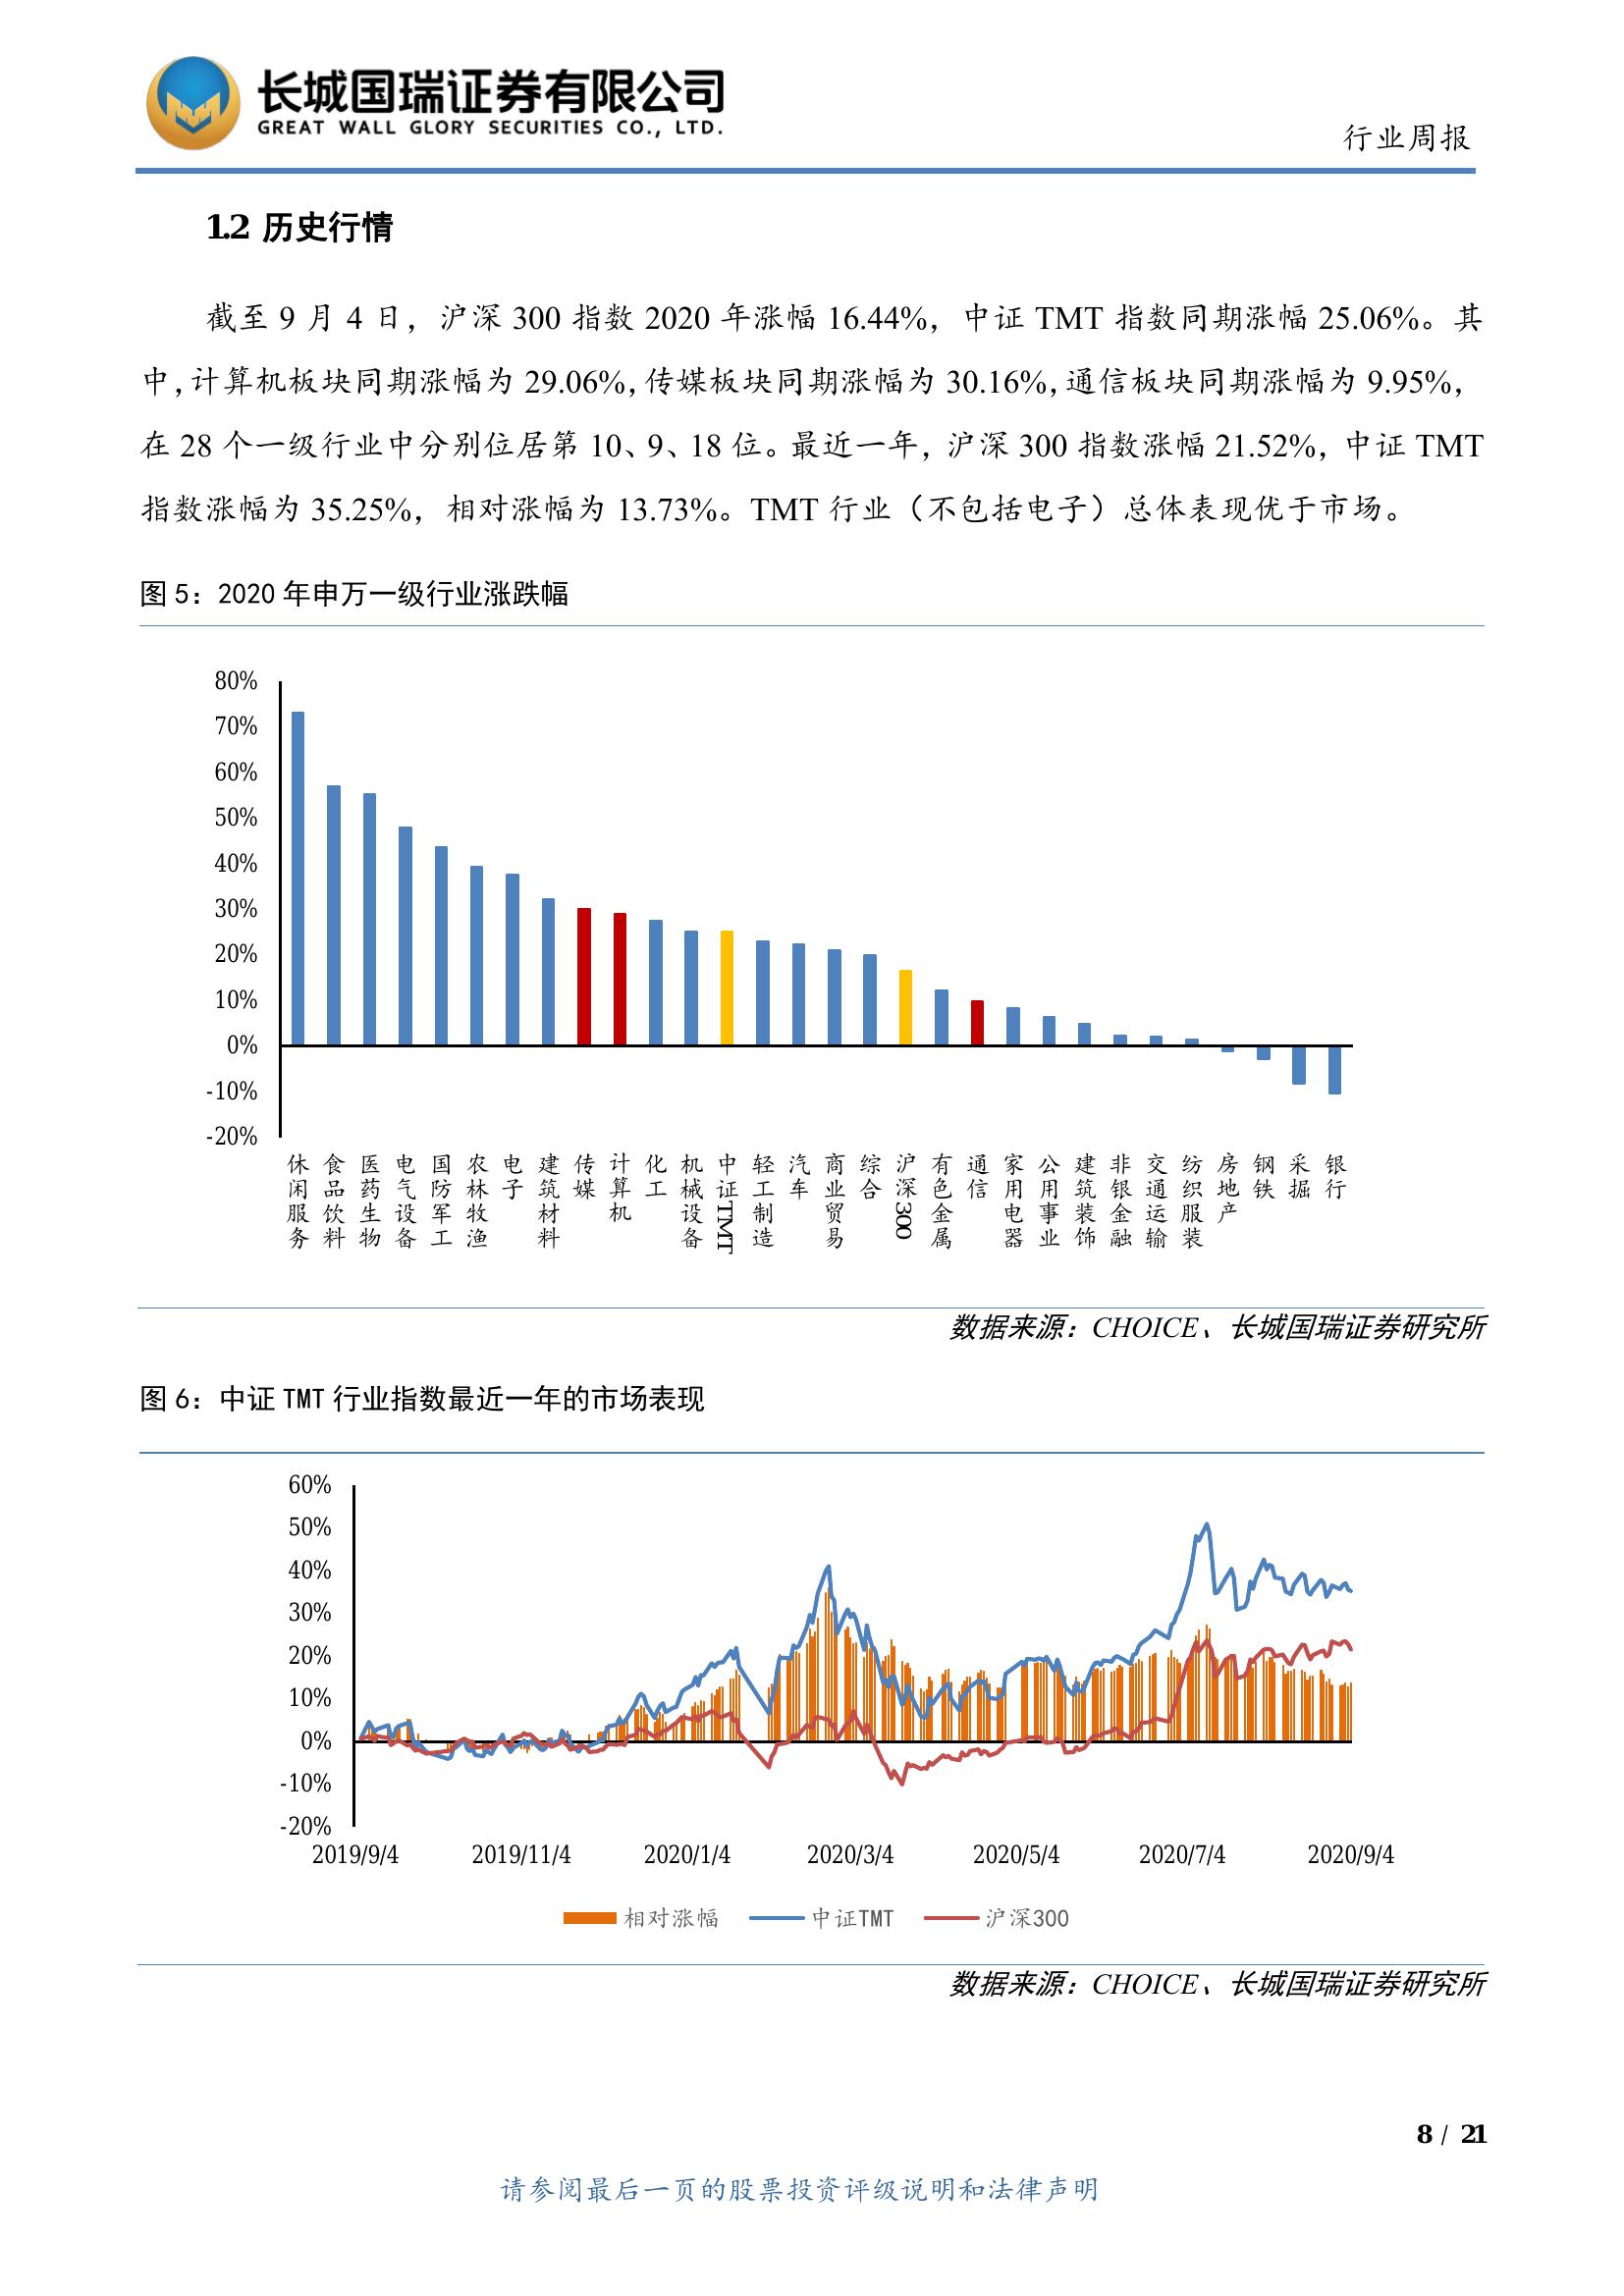 长城国瑞证券有限公司
GREAT WALL GLORY SECURITIES CO., LTD.
行业周报
1.2 历史行情
截至 9 月 4 日，沪深 300 指数 2020 年涨幅 16.44%，中证 TMT 指数同期涨幅 25.06%。其
中，计算机板块同期涨幅为 29.06%，传媒板块同期涨幅为 30.16%，通信板块同期涨幅为 9.95%，
在 28 个一级行业中分别位居第 10、9、18 位。最近一年，沪深 300 指数涨幅 21.52%，中证 TMT
指数涨幅为 35.25%，相对涨幅为 13.73%。TMT 行业（不包括电子）总体表现优于市场。
图 5：2020 年申万一级行业涨跌幅
80%
70%
60%
50%
40%
30%
20%
10%
0%
-10%
-20%
休闲服务
食品饮料
医药生物
电气设备
国防军工
农林牧渔
电子
建筑材料
传媒
计算机
化工
机械设备
中证TMT
轻工制造
汽车
商业贸易
综合
沪深300
有色金属
通信
家用电器
公用事业
建筑装饰
非银金融
交通运输
纺织服装
房地产
钢铁
采掘
银行
数据来源：CHOICE、长城国瑞证券研究所
图 6：中证 TMT 行业指数最近一年的市场表现
60%
50%
40%
30%
20%
10%
0%
-10%
-20%
2019/9/4 2019/11/4 2020/1/4 2020/3/4 2020/5/4 2020/7/4 2020/9/4
相对涨幅 中证TMT 沪深300
数据来源：CHOICE、长城国瑞证券研究所
8 / 21
请参阅最后一页的股票投资评级说明和法律声明